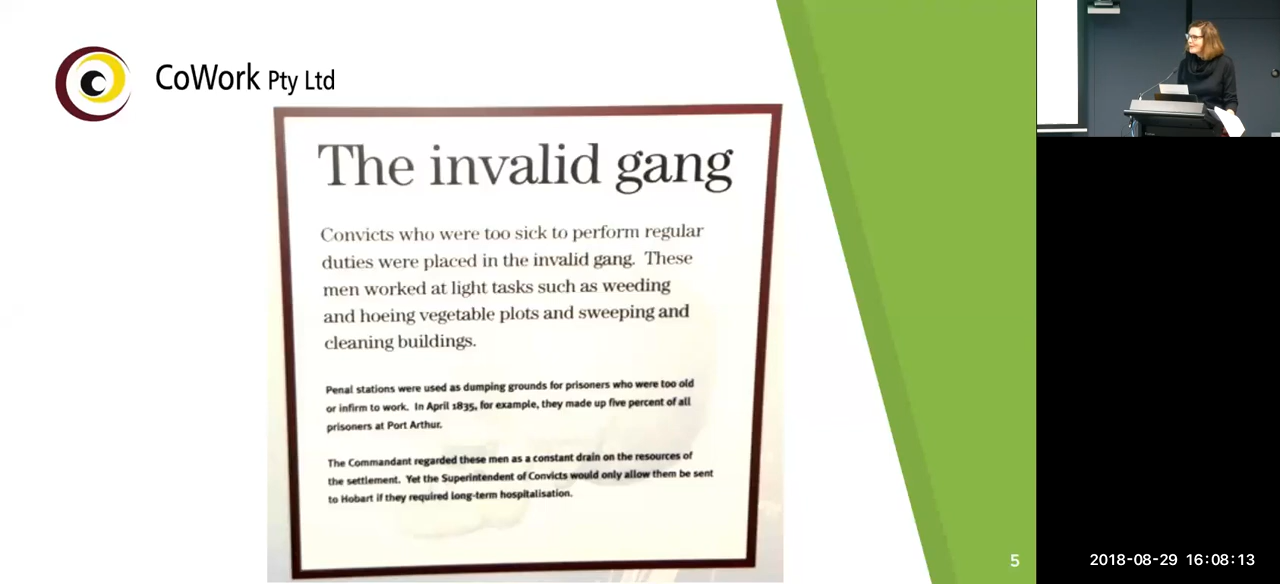 CoWork Pty Ltd
The invalid gang
Convicts who were too sick to perform regular
duties were placed in the invalid gang. These
men worked at light tasks such as weeding
and hoeing vegetable plots and sweeping and
cleaning buildings.
Penal stations were used as dumping grounds for prisoners who were too old
or infirm to work. In April 1835, for example, they made up five percent of all
prisoners at Port Arthur.
The Commandant regarded these men as a constant drain on the resources of
the settlement. Yet the Superintendent of Convicts would only allow them be sent
to Hobart if they required long-term hospitalisation.
5
2018-08-29 16:08:13